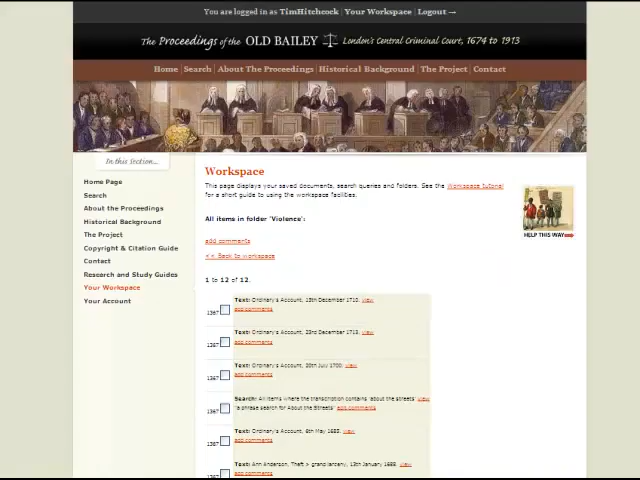 You are logged in as TimHitchcock | Your Workspace | Logout →
The Proceedings of the OLD BAILEY London's Central Criminal Court, 1674 to 1913
Home | Search | About The Proceedings | Historical Background | The Project | Contact
In this Section...
Home Page
Search
About the Proceedings
Historical Background
The Project
Copyright & Citation Guide
Contact
Research and Study Guides
Your Workspace
Your Account
Workspace
This page displays your saved documents, search queries and folders. See the Workspace tutorial
for a short guide to using the workspace facilities.
HELP THIS WAY
All items in folder 'Violence':
add comments
<< Back to workspace
1 to 12 of 12.
Text: Ordinary's Account, December 1713. view
add comments
1367
Text: Ordinary's Account, 23rd December 1713. view
add comments
1367
Text: Ordinary's Account, 20th July 1700. view
add comments
1367
Search: All items where the transcription contains 'about the streets' view
'a phrase search for About the Streets' add comments
1367
Text: Ordinary's Account, 6th May 1685. view
add comments
1367
Text: Ann Anderson, Theft > grand larceny, 13th January 1688. view
add comments
1367